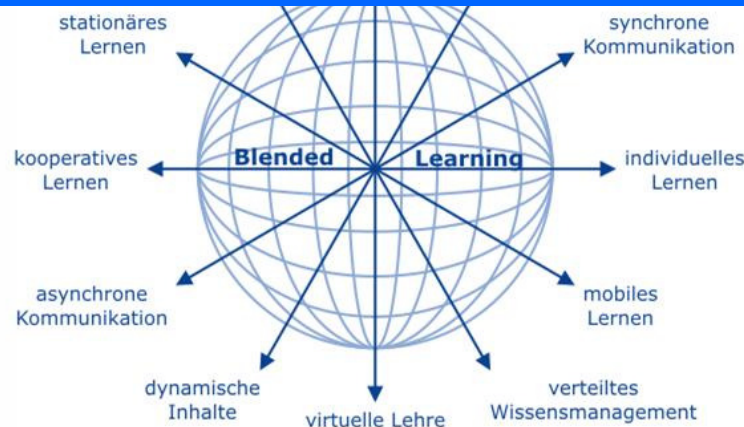 stationäres
Lernen
synchrone
Kommunikation
kooperatives
Lernen
Blended Learning
individuelles
Lernen
asynchrone
Kommunikation
mobiles
Lernen
dynamische
Inhalte
virtuelle Lehre
verteiltes
Wissensmanagement